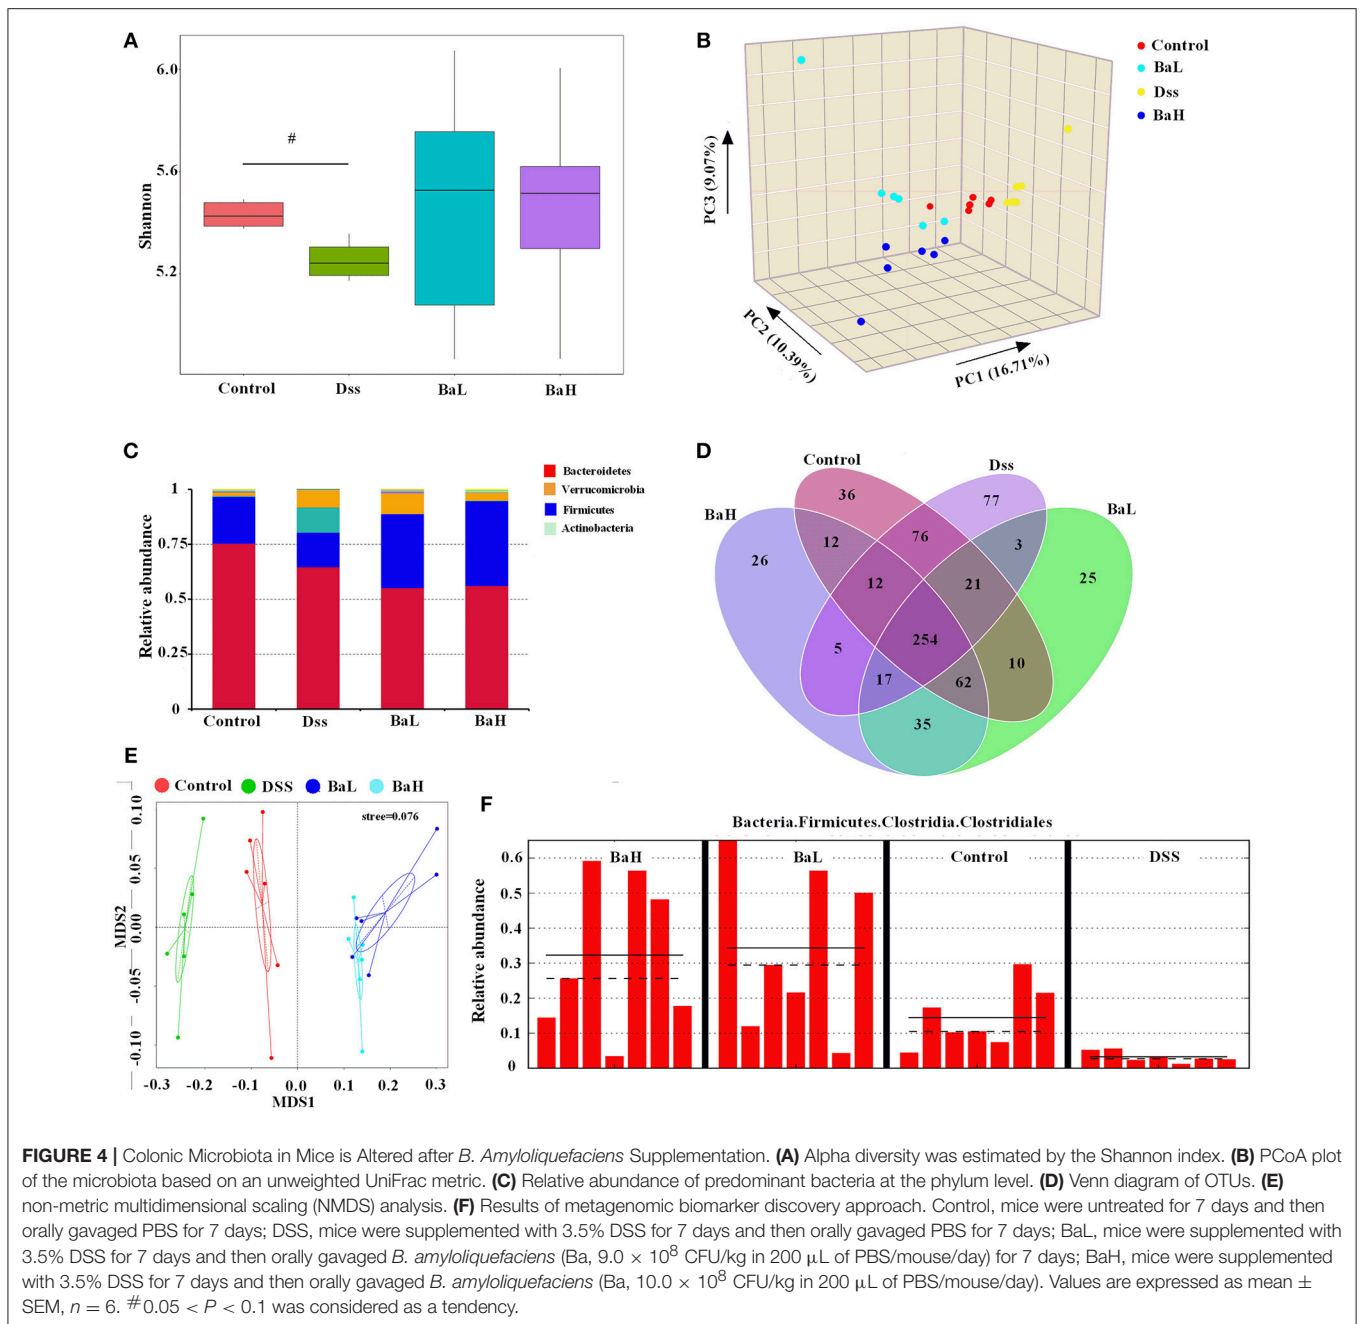 A
6.0
#
5.6
Shannon
5.2
Control Dss BaL BaH
B
Control
BaL
Dss
BaH
PC3 (9.07%)
PC2 (10.39%)
PC1 (16.71%)
C
Bacteroidetes
Verrucomicrobia
Firmicutes
Actinobacteria
1
0.75
0.5
0.25
0
Relative abundance
Control Dss BaL BaH
D
Control
Dss
BaH
BaL
36
77
12
76
3
26
25
12
21
254
5
10
17
62
35
E
Control DSS BaL BaH
stree=0.076
0.10
0.05
0.00
-0.05
-0.10
MDS2
-0.3 -0.2 -0.1 0.0 0.1 0.2 0.3
MDS1
F
Bacteria.Firmicutes.Clostridia.Clostridiales
BaH BaL Control DSS
0.6
0.5
0.4
0.3
0.2
0.1
0
Relative abundance
FIGURE 4 | Colonic Microbiota in Mice is Altered after B. Amyloliquefaciens Supplementation. (A) Alpha diversity was estimated by the Shannon index. (B) PCoA plot
of the microbiota based on an unweighted UniFrac metric. (C) Relative abundance of predominant bacteria at the phylum level. (D) Venn diagram of OTUs. (E)
non-metric multidimensional scaling (NMDS) analysis. (F) Results of metagenomic biomarker discovery approach. Control, mice were untreated for 7 days and then
orally gavaged PBS for 7 days; DSS, mice were supplemented with 3.5% DSS for 7 days and then orally gavaged PBS for 7 days; BaL, mice were supplemented with
3.5% DSS for 7 days and then orally gavaged B. amyloliquefaciens (Ba, 9.0 × 10⁸ CFU/kg in 200 μL of PBS/mouse/day) for 7 days; BaH, mice were supplemented
with 3.5% DSS for 7 days and then orally gavaged B. amyloliquefaciens (Ba, 10.0 × 10⁸ CFU/kg in 200 μL of PBS/mouse/day). Values are expressed as mean ±
SEM, n = 6. #0.05 < P < 0.1 was considered as a tendency.